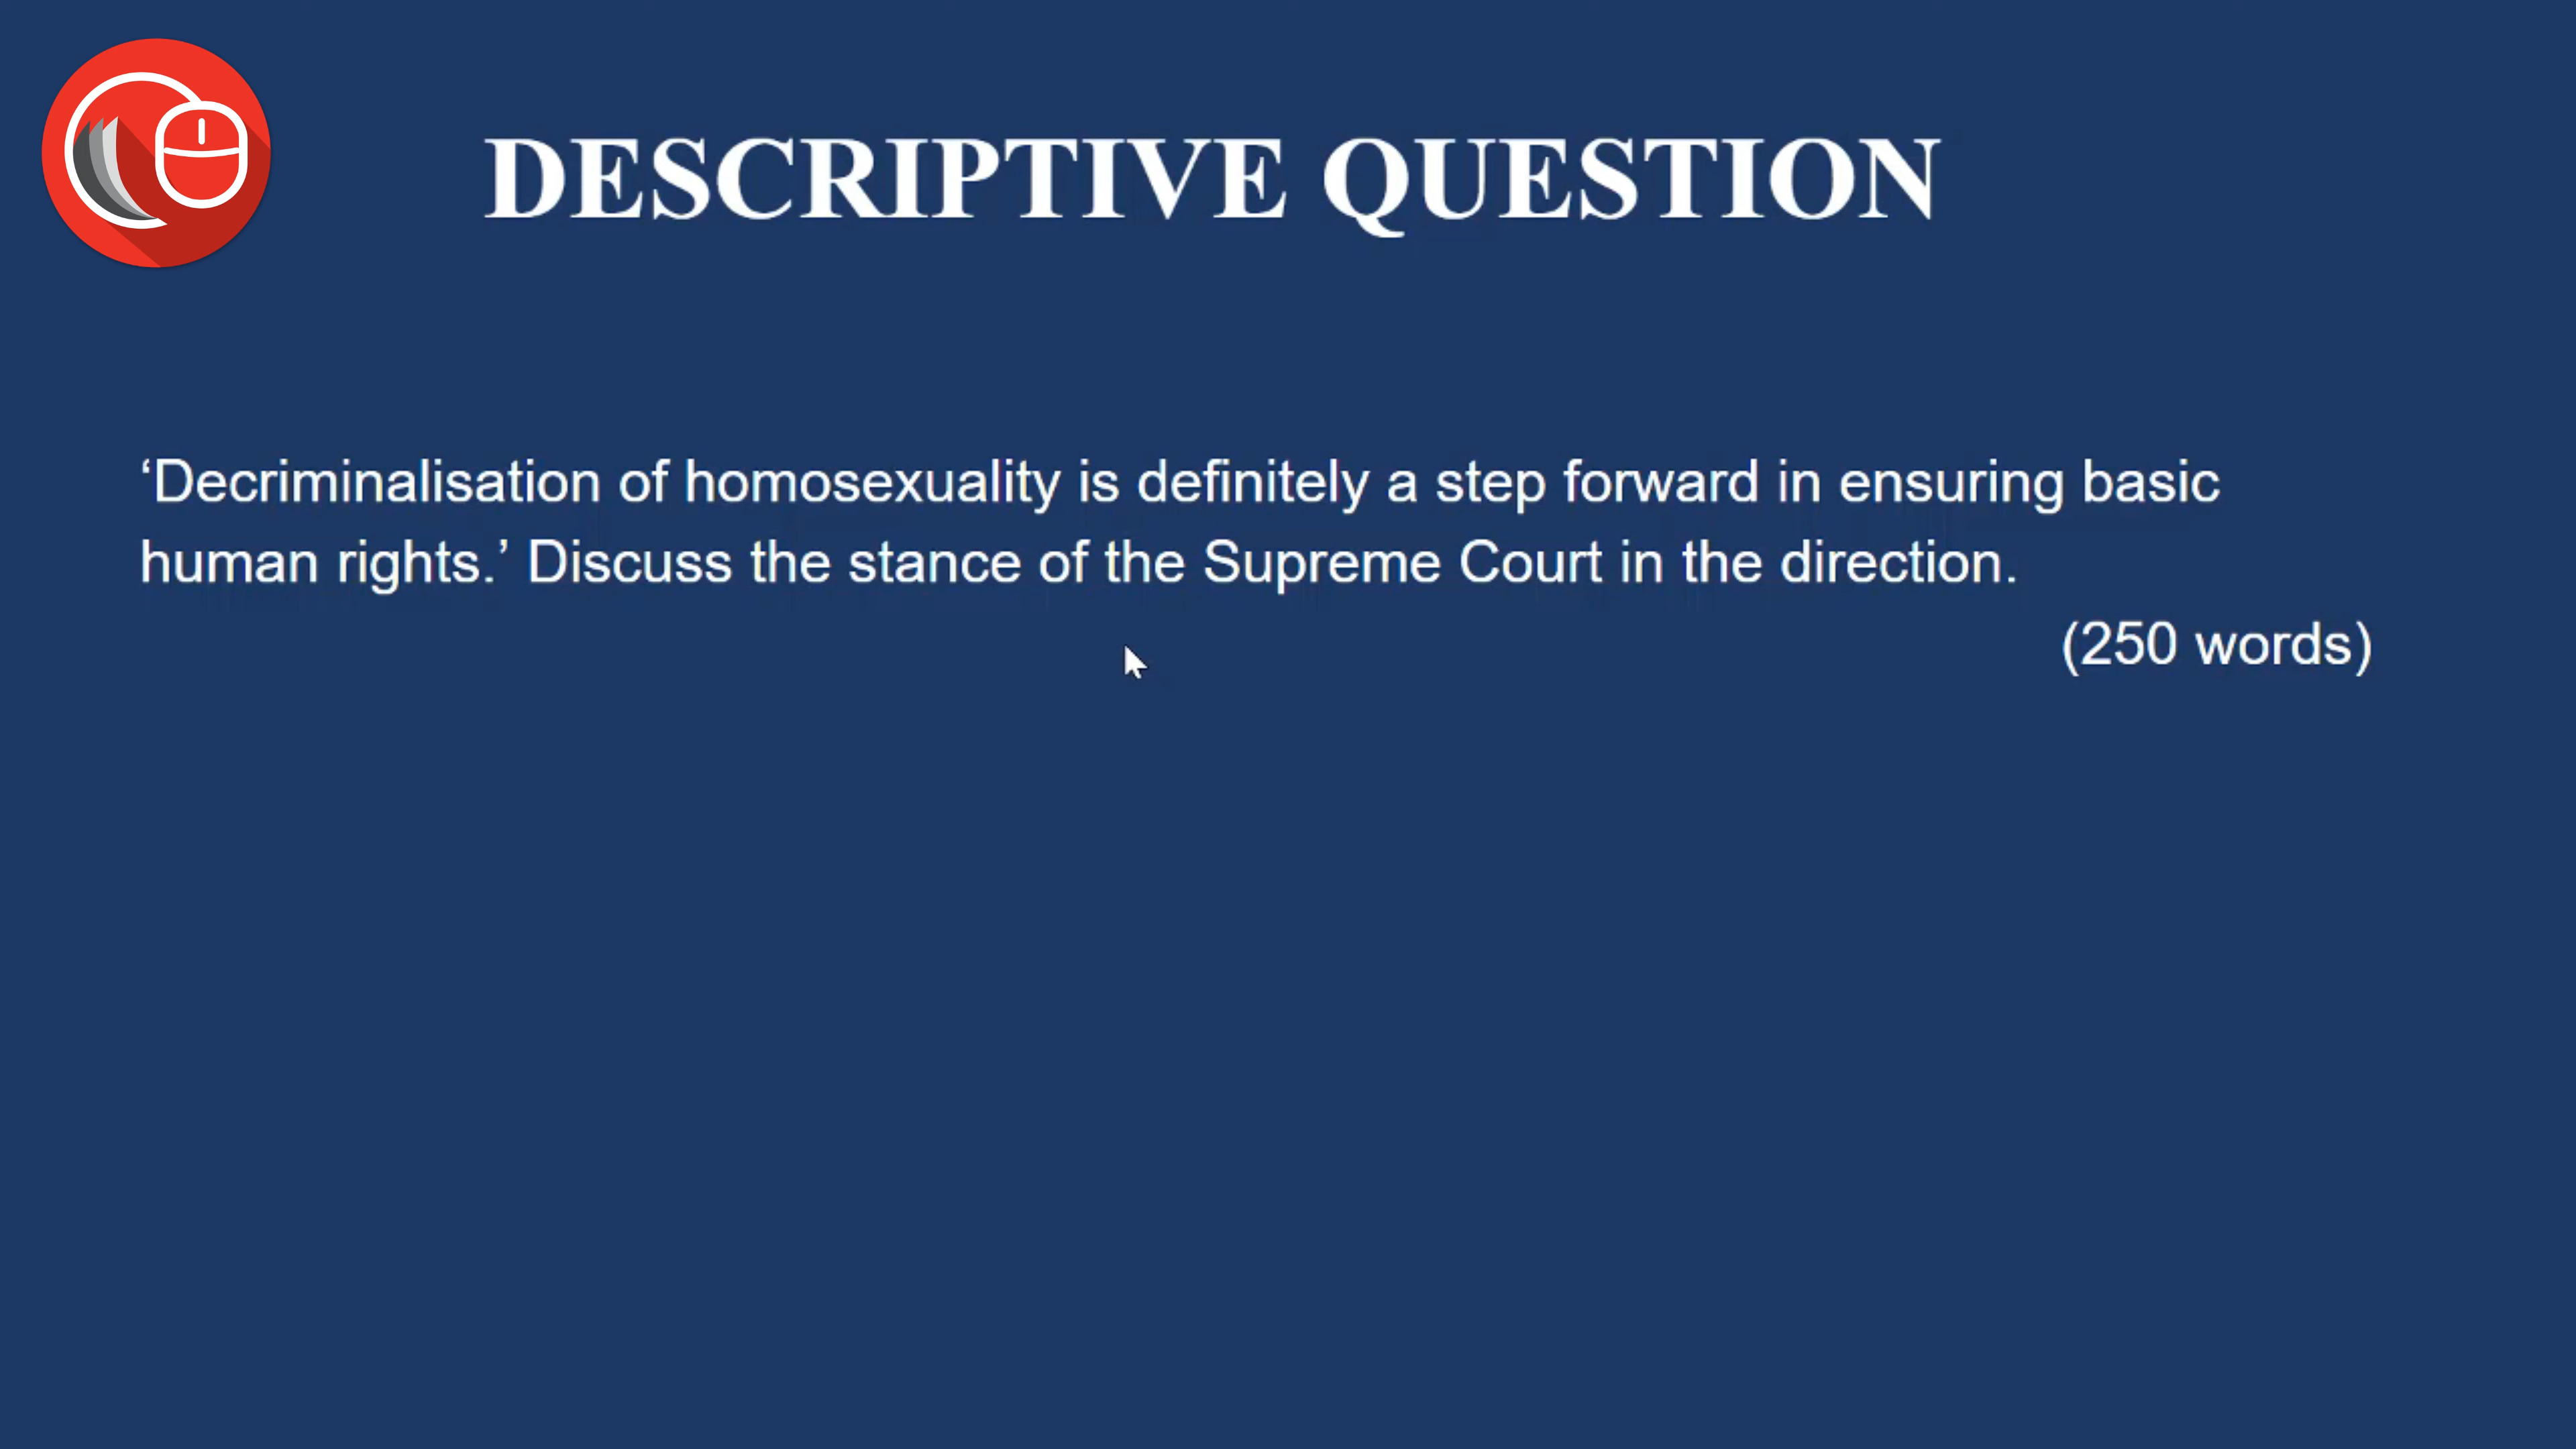 DESCRIPTIVE QUESTION
‘Decriminalisation of homosexuality is definitely a step forward in ensuring basic
human rights.’ Discuss the stance of the Supreme Court in the direction.
(250 words)